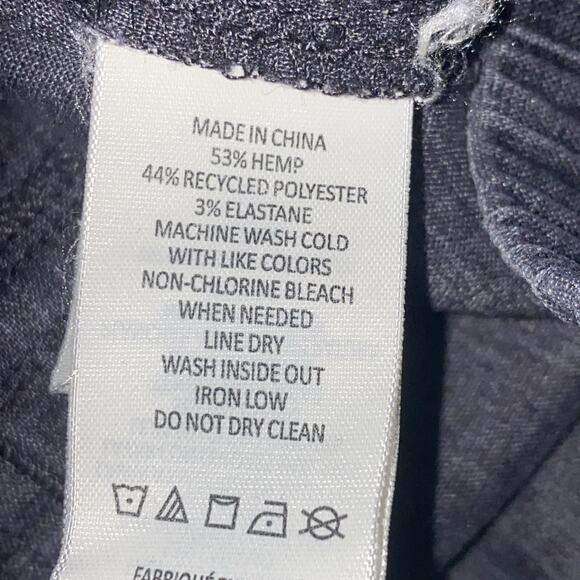 MADE IN CHINA
53% HEMP
44% RECYCLED POLYESTER
3% ELASTANE
MACHINE WASH COLD
WITH LIKE COLORS
NON-CHLORINE BLEACH
WHEN NEEDED
LINE DRY
WASH INSIDE OUT
IRON LOW
DO NOT DRY CLEAN